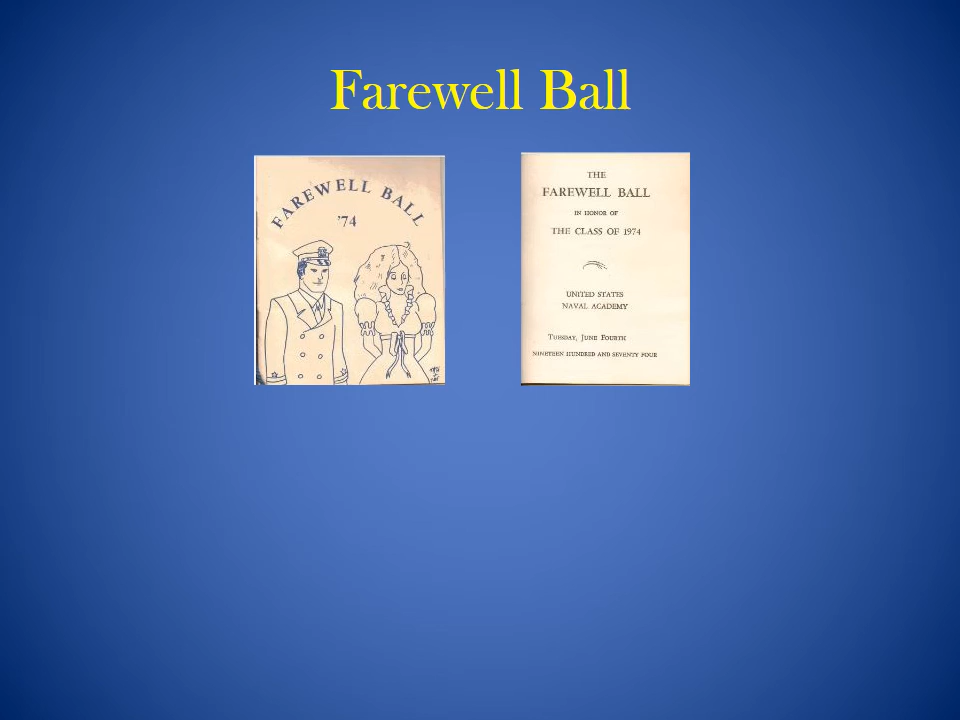 Farewell Ball
FAREWELL BALL
'74
THE
FAREWELL BALL
IN HONOR OF
THE CLASS OF 1974
UNITED STATES
NAVAL ACADEMY
TUESDAY, JUNE FOURTH
NINETEEN HUNDRED AND SEVENTY FOUR